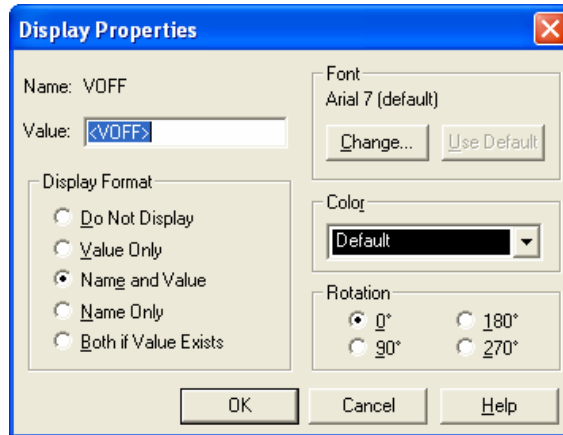 Display Properties
Name: VOFF
Value: <VOFF>
Font
Arial 7 (default)
Change...
Use Default
Display Format
Do Not Display
Value Only
Name and Value
Name Only
Both if Value Exists
Color
Default
Rotation
0°
180°
90°
270°
OK
Cancel
Help